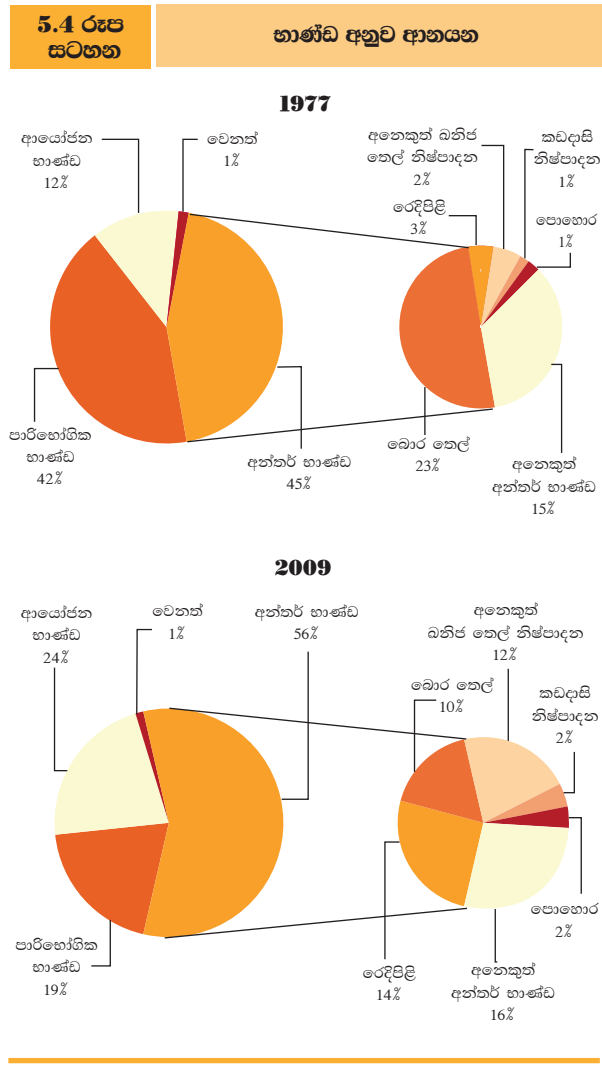 5.4 රූප
සටහන
භාණ්ඩ අනුව ආනයන
1977
ආයෝජන
භාණ්ඩ
12%
වෙනත්
1%
අනෙකුත් ඛනිජ
තෙල් නිෂ්පාදන
2%
කඩදාසි
නිෂ්පාදන
1%
රෙදිපිළි
3%
පොහොර
1%
පාරිභෝගික
භාණ්ඩ
42%
අන්තර් භාණ්ඩ
45%
බොර තෙල්
23%
අනෙකුත්
අන්තර් භාණ්ඩ
15%
2009
ආයෝජන
භාණ්ඩ
24%
වෙනත්
1%
අන්තර් භාණ්ඩ
56%
අනෙකුත්
ඛනිජ තෙල් නිෂ්පාදන
12%
බොර තෙල්
10%
කඩදාසි
නිෂ්පාදන
2%
පොහොර
2%
පාරිභෝගික
භාණ්ඩ
19%
රෙදිපිළි
14%
අනෙකුත්
අන්තර් භාණ්ඩ
16%